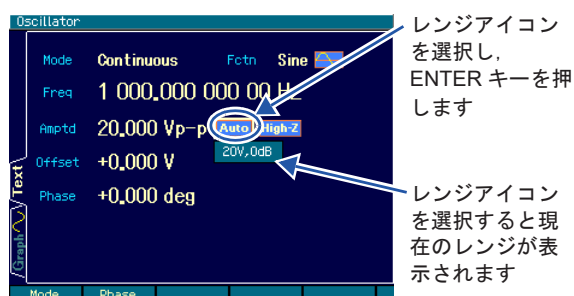 Oscillator
Mode Continuous Fctn Sine
Freq 1 000.000 000 00 Hz
Amptd 20.000 Vp-p Auto High-Z
20V,0dB
Offset +0.000 V
Phase +0.000 deg
Text
Graph
Mode Phase
レンジアイコン
を選択し,
ENTER キーを押
します
レンジアイコン
を選択すると現
在のレンジが表
示されます